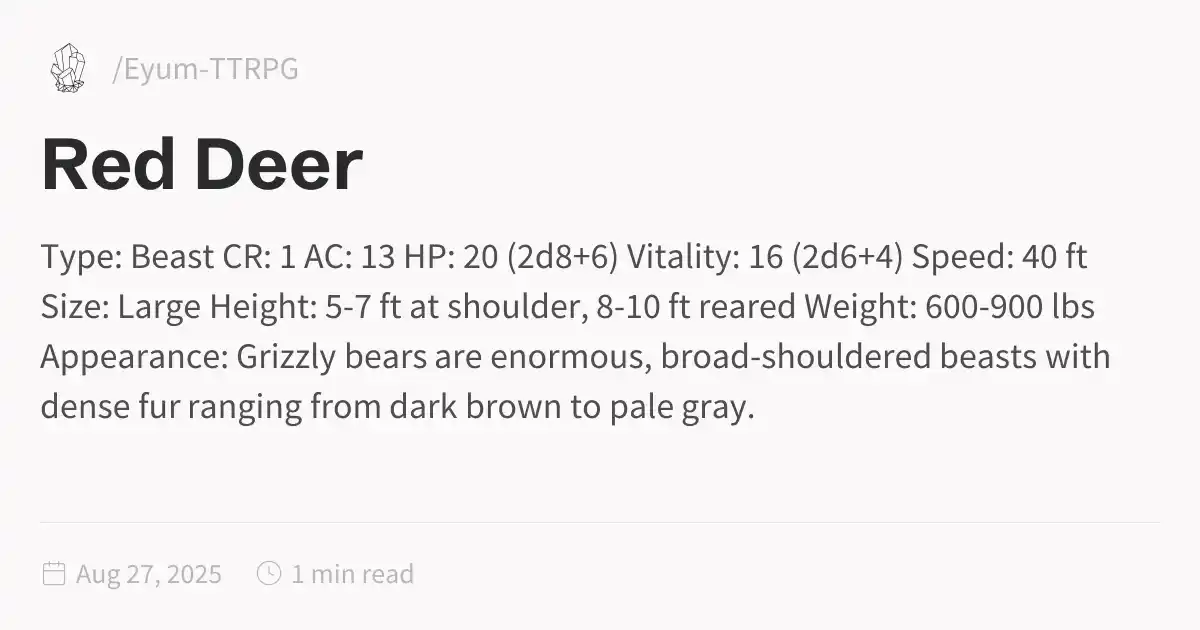 /Eyum-TTRPG
Red Deer
Type: Beast CR: 1 AC: 13 HP: 20 (2d8+6) Vitality: 16 (2d6+4) Speed: 40 ft
Size: Large Height: 5-7 ft at shoulder, 8-10 ft reared Weight: 600-900 lbs
Appearance: Grizzly bears are enormous, broad-shouldered beasts with
dense fur ranging from dark brown to pale gray.
Aug 27, 2025 1 min read